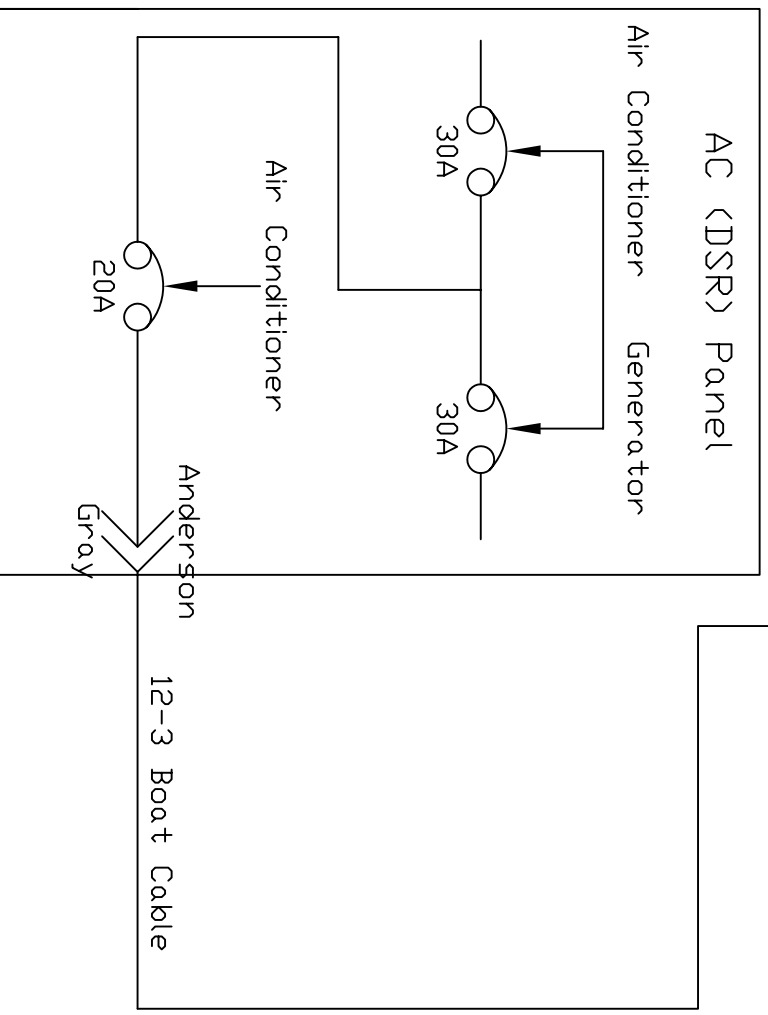 AC (DSR) Panel
Air Conditioner Generator
30A
30A
Air Conditioner
20A
Anderson
Gray
12-3 Boat Cable